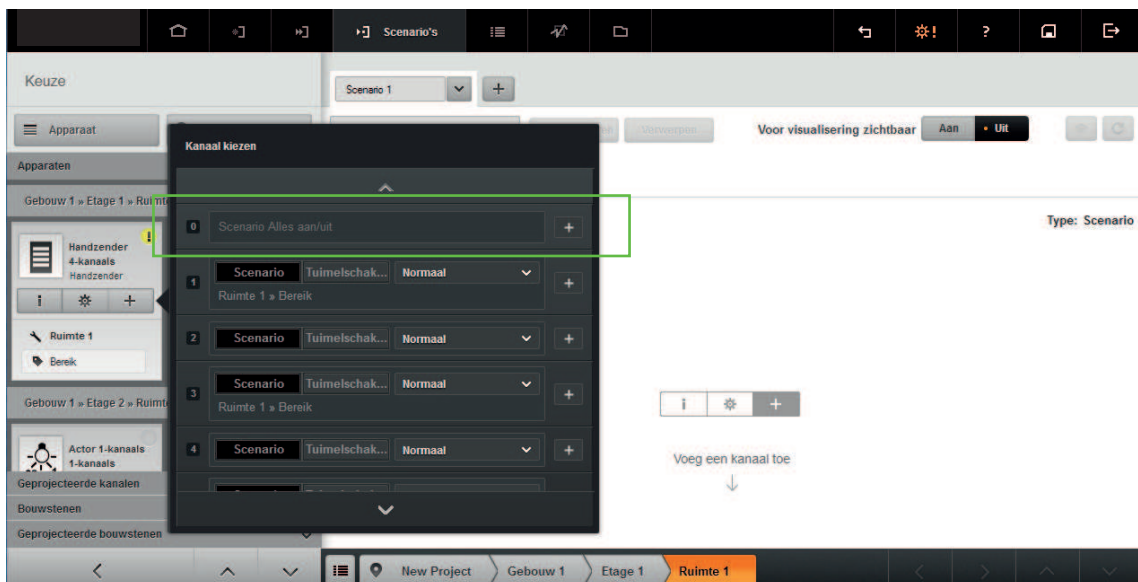 Scenario's
?
Keuze
Scenario 1
Apparaat
Verwerpen
Voor visualisering zichtbaar Aan Uit
Apparaten
Kanaal kiezen
Gebouw 1 » Etage 1 » Ruimte
0 Scenario Alles aan/uit
Type: Scenario
Handzender
4-kanaals
Handzender
1 Scenario Tuimelschak... Normaal
Ruimte 1 » Bereik
Ruimte 1
Bereik
2 Scenario Tuimelschak... Normaal
3 Scenario Tuimelschak... Normaal
Ruimte 1 » Bereik
Gebouw 1 » Etage 2 » Ruimte
Actor 1-kanaals
1-kanaals
4 Scenario Tuimelschak... Normaal
Voeg een kanaal toe
Geprojecteerde kanalen
Bouwstenen
Geprojecteerde bouwstenen
New Project Gebouw 1 Etage 1 Ruimte 1